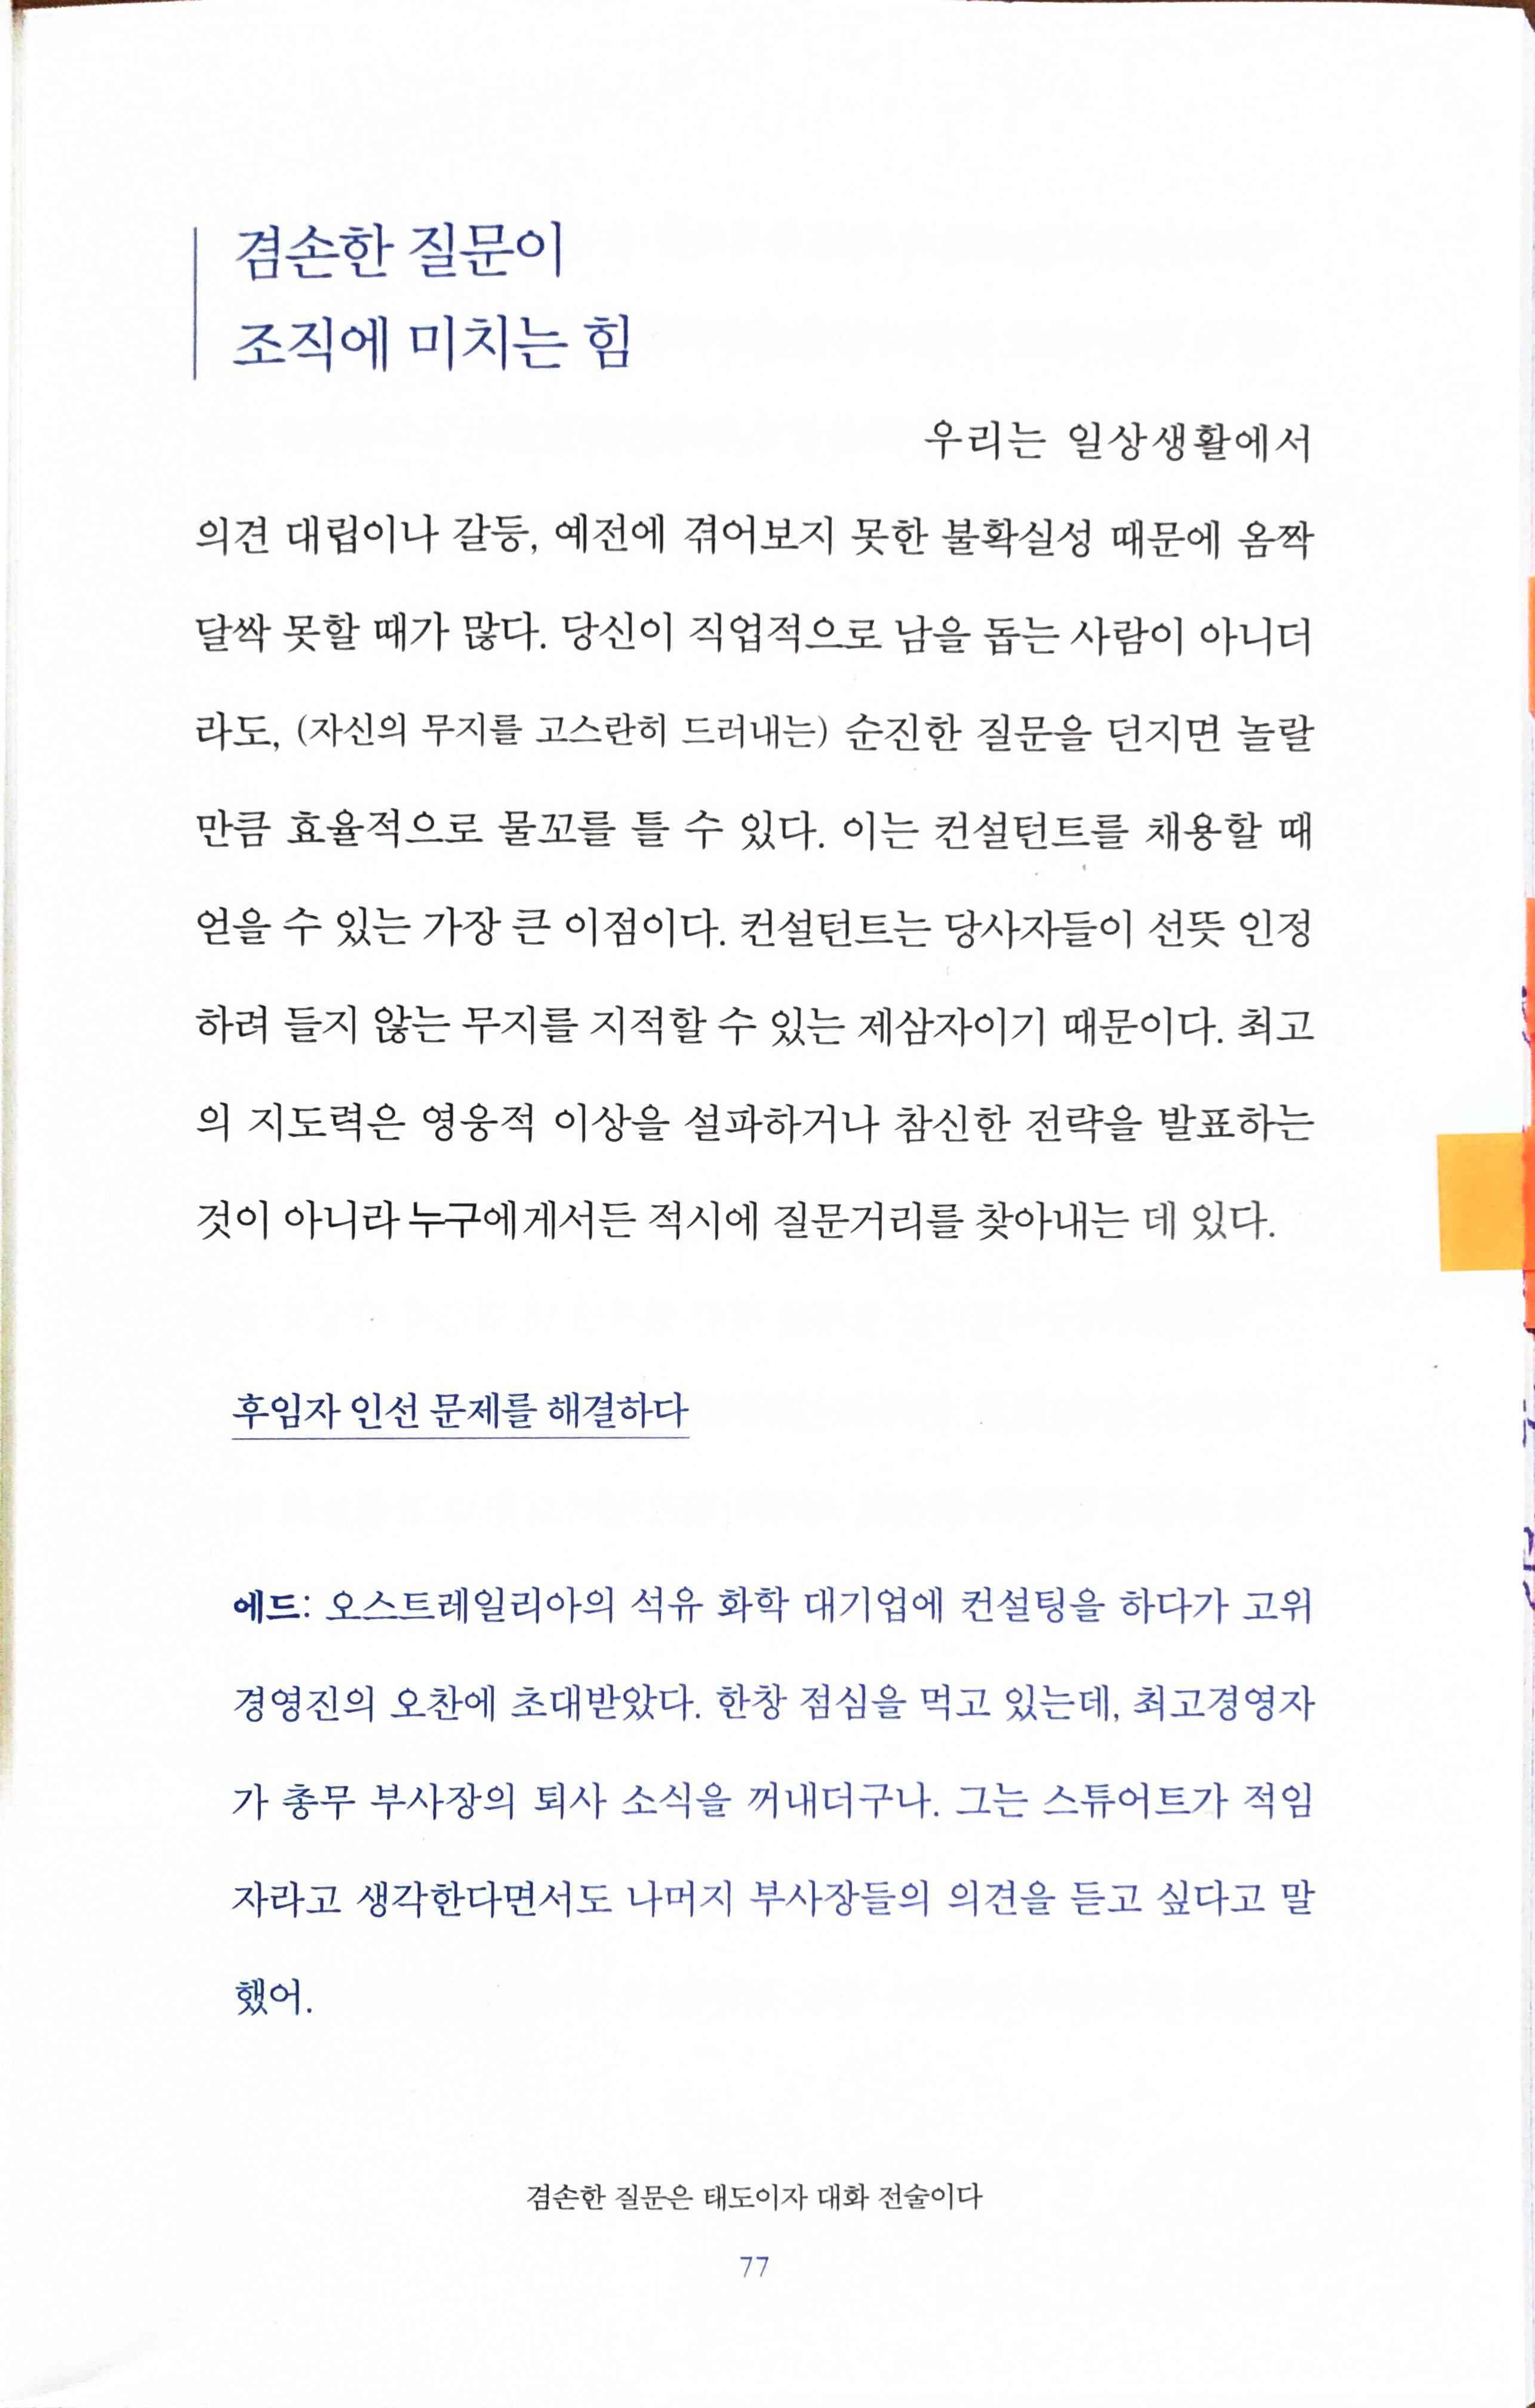 겸손한 질문이
조직에 미치는 힘
우리는 일상생활에서
의견 대립이나 갈등, 예전에 겪어보지 못한 불확실성 때문에 옴짝
달싹 못할 때가 많다. 당신이 직업적으로 남을 돕는 사람이 아니더
라도, (자신의 무지를 고스란히 드러내는) 순진한 질문을 던지면 놀랄
만큼 효율적으로 물꼬를 틀 수 있다. 이는 컨설턴트를 채용할 때
얻을 수 있는 가장 큰 이점이다. 컨설턴트는 당사자들이 선뜻 인정
하려 들지 않는 무지를 지적할 수 있는 제삼자이기 때문이다. 최고
의 지도력은 영웅적 이상을 설파하거나 참신한 전략을 발표하는
것이 아니라 누구에게서든 적시에 질문거리를 찾아내는 데 있다.
후임자 인선 문제를 해결하다
에드: 오스트레일리아의 석유 화학 대기업에 컨설팅을 하다가 고위
경영진의 오찬에 초대받았다. 한창 점심을 먹고 있는데, 최고경영자
가 총무 부사장의 퇴사 소식을 꺼내더구나. 그는 스튜어트가 적임
자라고 생각한다면서도 나머지 부사장들의 의견을 듣고 싶다고 말
했어.
겸손한 질문은 태도이자 대화 전술이다
77